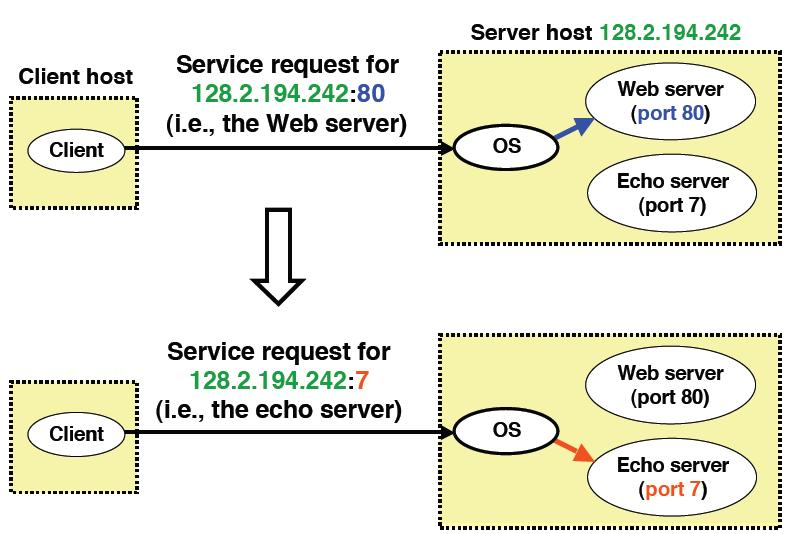 Server host 128.2.194.242
Client host
Service request for
128.2.194.242:80
(i.e., the Web server)
Client
OS
Web server
(port 80)
Echo server
(port 7)
Service request for
128.2.194.242:7
(i.e., the echo server)
Client
OS
Web server
(port 80)
Echo server
(port 7)